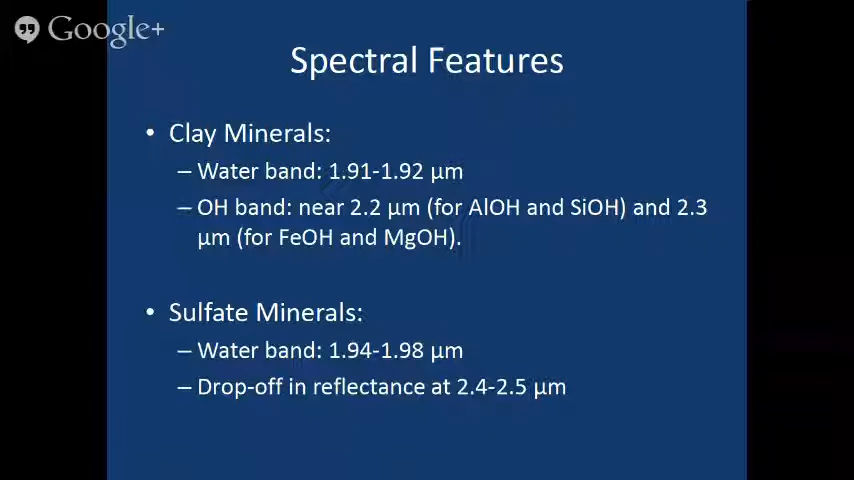 Google+
Spectral Features
• Clay Minerals:
– Water band: 1.91-1.92 µm
– OH band: near 2.2 µm (for AlOH and SiOH) and 2.3
µm (for FeOH and MgOH).
• Sulfate Minerals:
– Water band: 1.94-1.98 µm
– Drop-off in reflectance at 2.4-2.5 µm